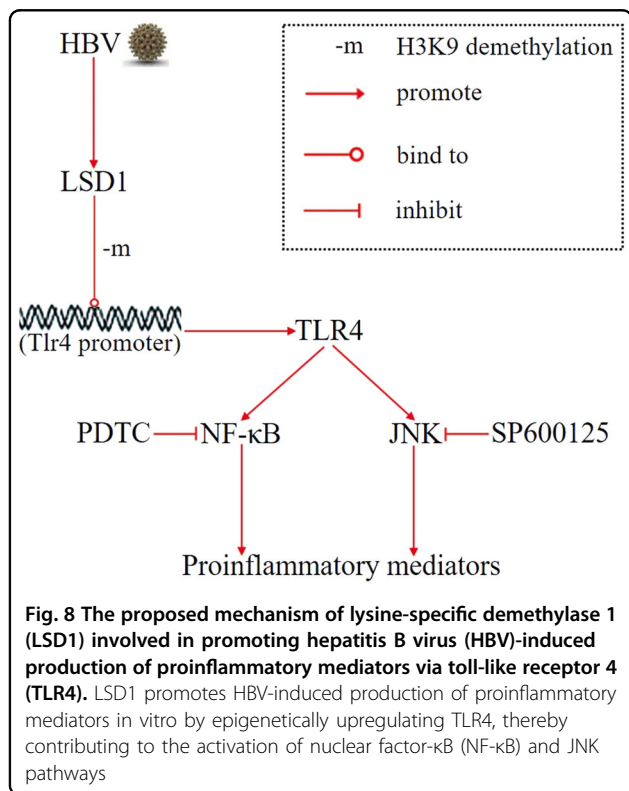 HBV
-m H3K9 demethylation
promote
bind to
inhibit
LSD1
-m
(Tlr4 promoter)
TLR4
PDTC NF-κB JNK SP600125
Proinflammatory mediators
Fig. 8 The proposed mechanism of lysine-specific demethylase 1
(LSD1) involved in promoting hepatitis B virus (HBV)-induced
production of proinflammatory mediators via toll-like receptor 4
(TLR4). LSD1 promotes HBV-induced production of proinflammatory
mediators in vitro by epigenetically upregulating TLR4, thereby
contributing to the activation of nuclear factor-κB (NF-κB) and JNK
pathways